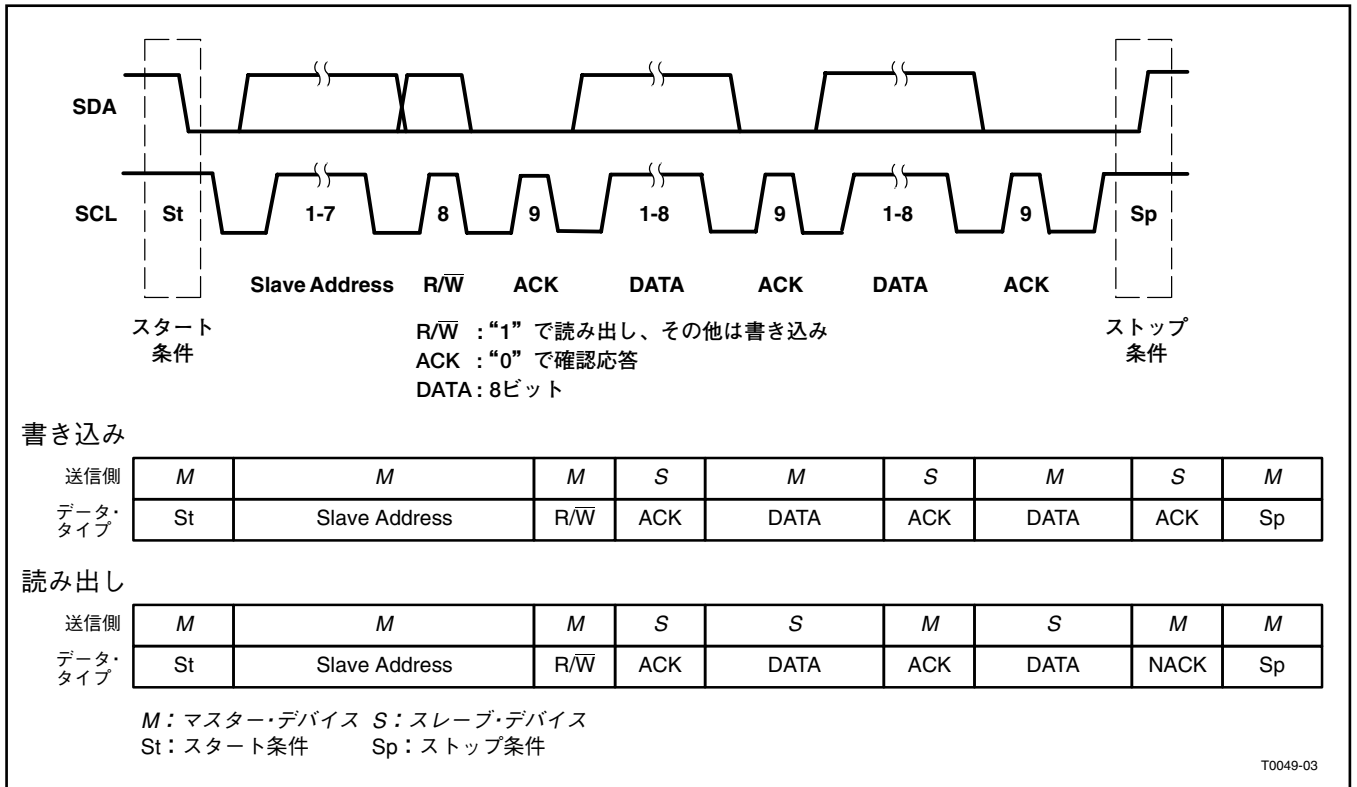 SDA
SCL St 1-7 8 9 1-8 9 1-8 9 Sp
Slave Address R/W̅ ACK DATA ACK DATA ACK
スタート
条件
ストップ
条件
R/W̅ :“1”で読み出し、その他は書き込み
ACK :“0”で確認応答
DATA : 8ビット
書き込み
送信側 M M M S M S M S M
データ・
タイプ St Slave Address R/W̅ ACK DATA ACK DATA ACK Sp
読み出し
送信側 M M M S S M S M M
データ・
タイプ St Slave Address R/W̅ ACK DATA ACK DATA NACK Sp
M:マスター・デバイス S:スレーブ・デバイス
St:スタート条件 Sp:ストップ条件
T0049-03